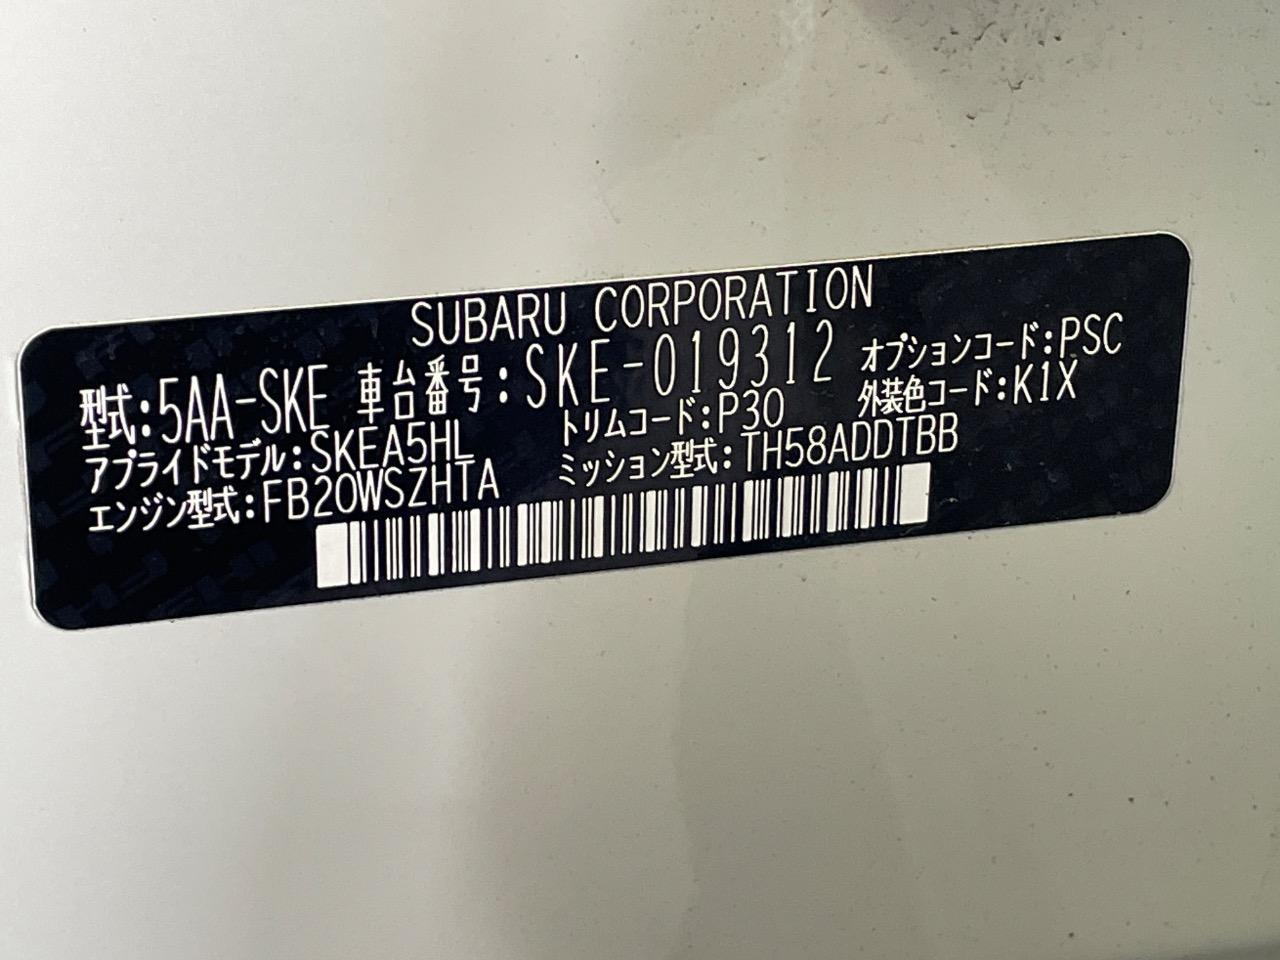 SUBARU CORPORATION
型式:5AA-SKE 車台番号:SKE-019312 オプションコード:PSC
アプライドモデル:SKEA5HL トリムコード:P30 外装色コード:K1X
エンジン型式:FB20WSZHTA ミッション型式:TH58ADDTBB